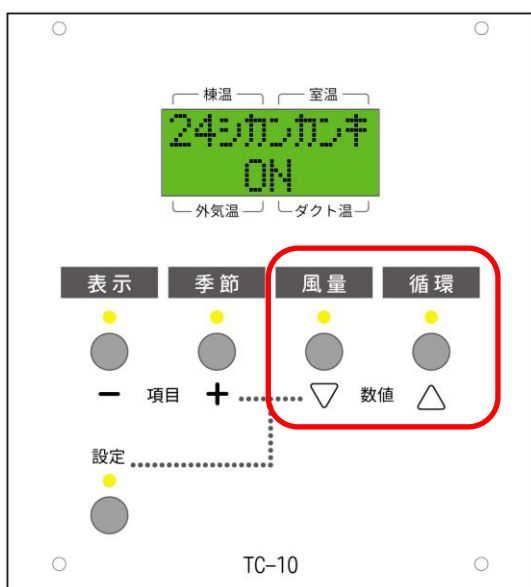 棟温 室温
24シカンカンキ
ON
外気温 ダクト温
表示 季節 風量 循環
− 項目 + ▽ 数値 △
設定
TC-10